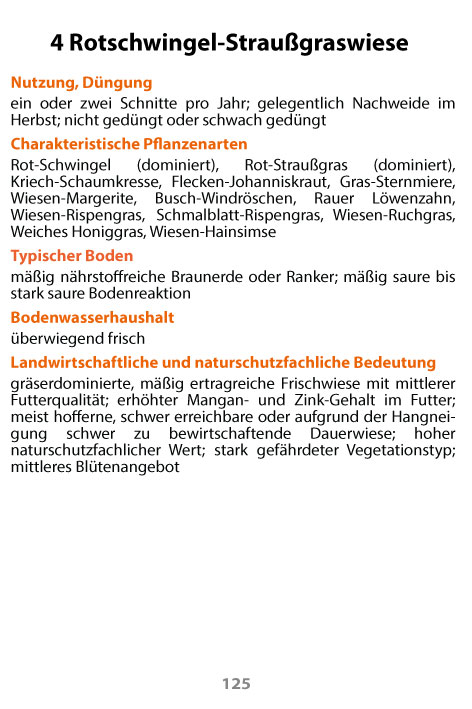 4 Rotschwingel-Straußgraswiese
Nutzung, Düngung
ein oder zwei Schnitte pro Jahr; gelegentlich Nachweide im
Herbst; nicht gedüngt oder schwach gedüngt
Charakteristische Pflanzenarten
Rot-Schwingel (dominiert), Rot-Straußgras (dominiert),
Kriech-Schaumkresse, Flecken-Johanniskraut, Gras-Sternmiere,
Wiesen-Margerite, Busch-Windröschen, Rauer Löwenzahn,
Wiesen-Rispengras, Schmalblatt-Rispengras, Wiesen-Ruchgras,
Weiches Honiggras, Wiesen-Hainsimse
Typischer Boden
mäßig nährstoffreiche Braunerde oder Ranker; mäßig saure bis
stark saure Bodenreaktion
Bodenwasserhaushalt
überwiegend frisch
Landwirtschaftliche und naturschutzfachliche Bedeutung
gräserdominierte, mäßig ertragreiche Frischwiese mit mittlerer
Futterqualität; erhöhter Mangan- und Zink-Gehalt im Futter;
meist hofferne, schwer erreichbare oder aufgrund der Hangnei-
gung schwer zu bewirtschaftende Dauerwiese; hoher
naturschutzfachlicher Wert; stark gefährdeter Vegetationstyp;
mittleres Blütenangebot
125